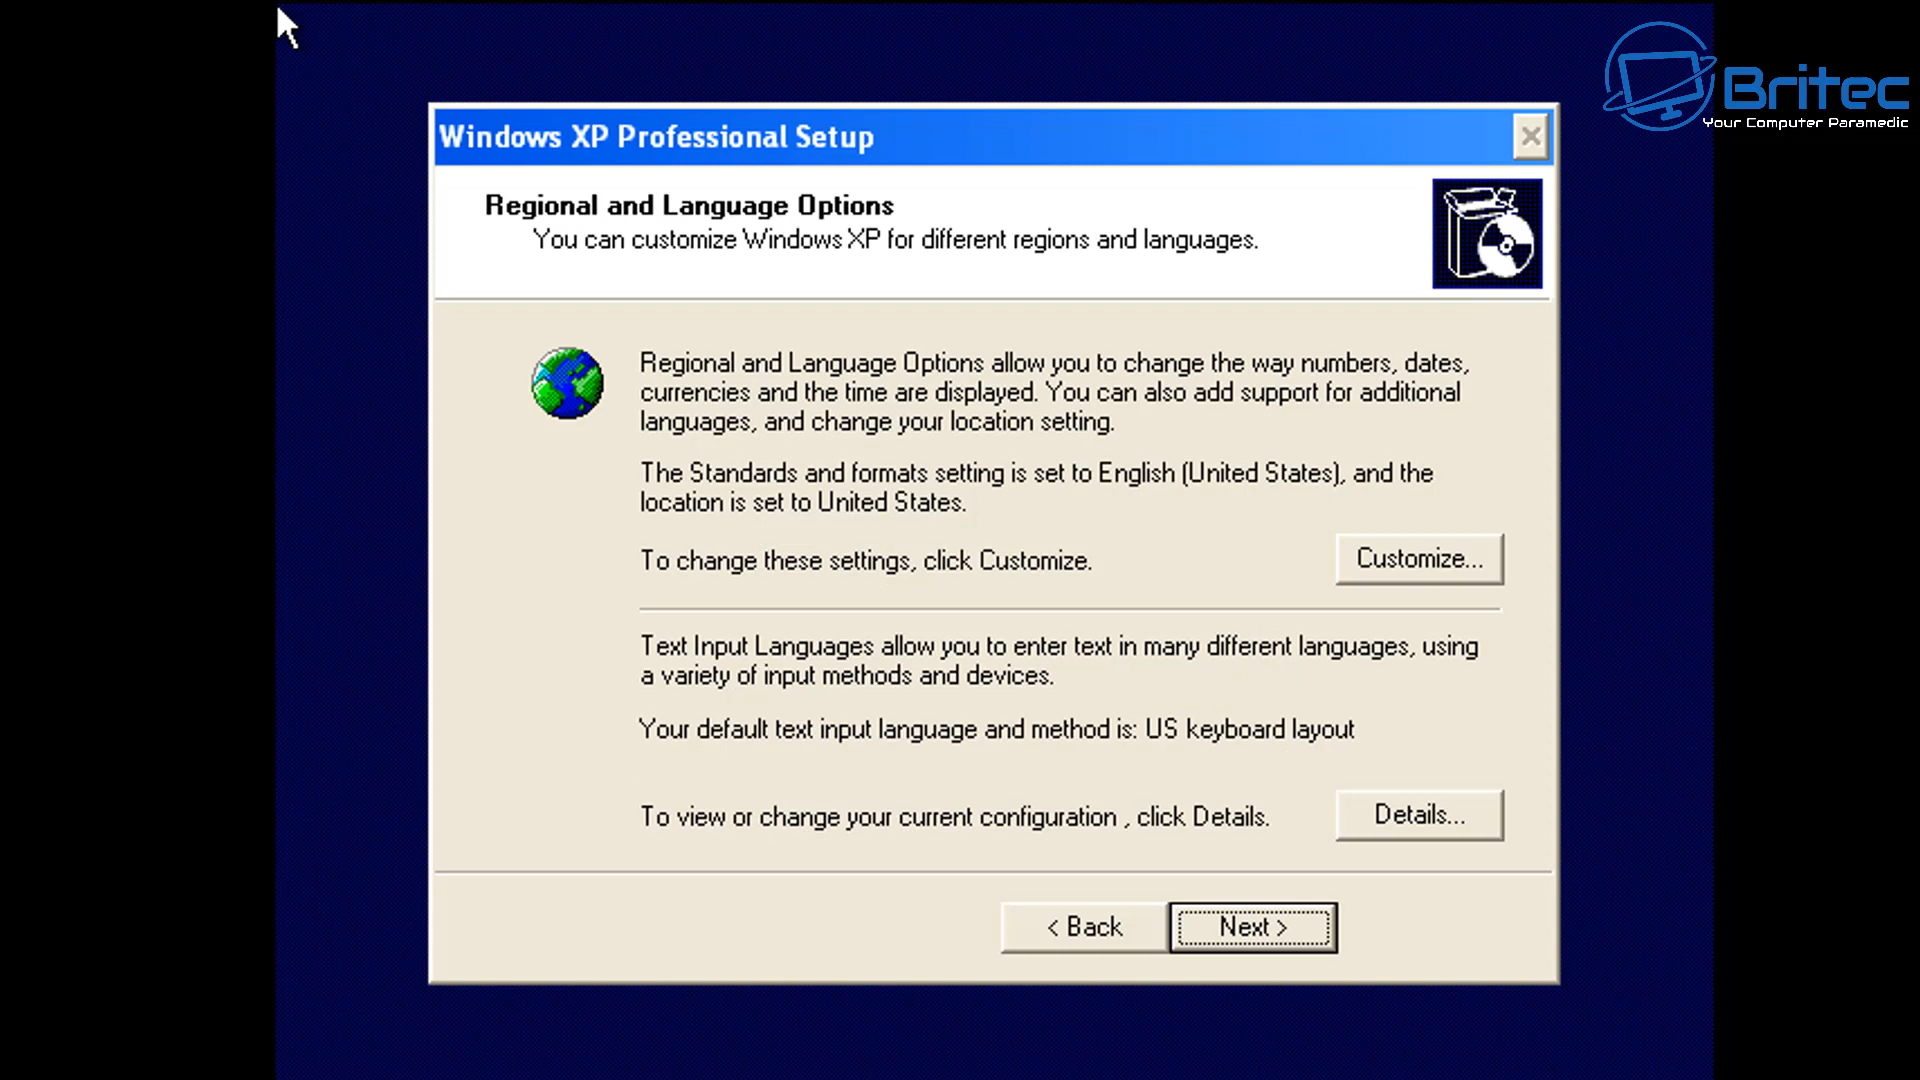 Britec
Your Computer Paramedic
Windows XP Professional Setup
Regional and Language Options
You can customize Windows XP for different regions and languages.
Regional and Language Options allow you to change the way numbers, dates,
currencies and the time are displayed. You can also add support for additional
languages, and change your location setting.
The Standards and formats setting is set to English (United States), and the
location is set to United States.
To change these settings, click Customize.
Customize...
Text Input Languages allow you to enter text in many different languages, using
a variety of input methods and devices.
Your default text input language and method is: US keyboard layout
To view or change your current configuration , click Details.
Details...
< Back
Next >